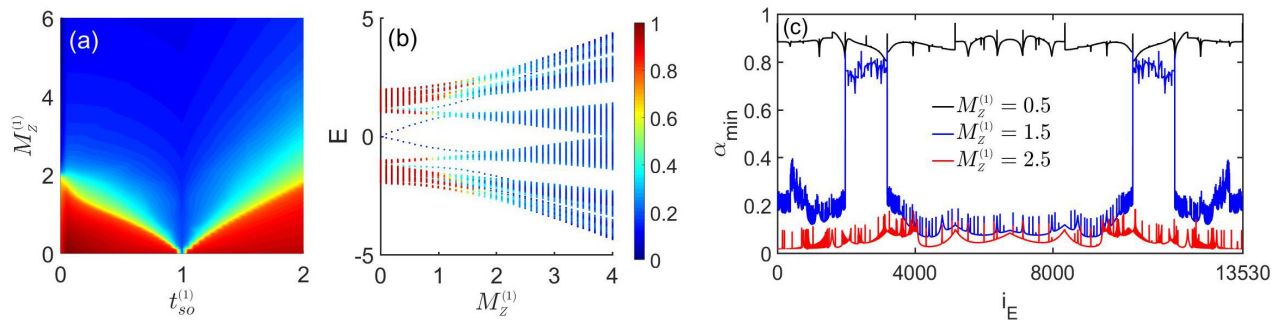 (a)
6
4
2
0
M_Z^{(1)}
0 1 2
t_{so}^{(1)}
(b)
5
0
-5
E
0 1 2 3 4
M_Z^{(1)}
1
0.8
0.6
0.4
0.2
0
(c)
1
0.8
0.6
0.4
0.2
0
α_{min}
M_Z^{(1)} = 0.5
M_Z^{(1)} = 1.5
M_Z^{(1)} = 2.5
0 4000 8000 13530
i_E